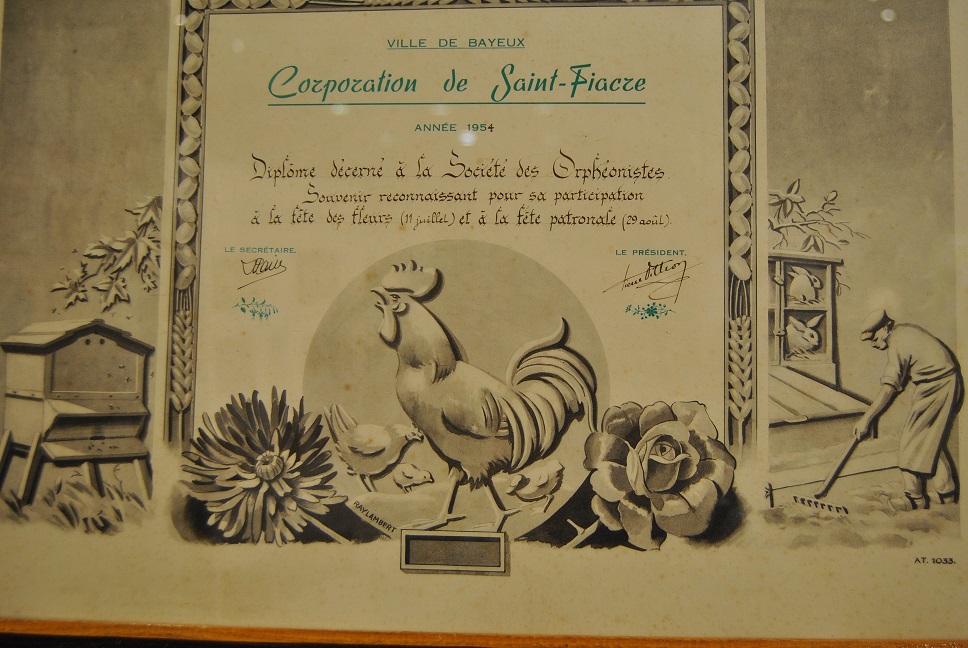 VILLE DE BAYEUX
Corporation de Saint-Fiacre
ANNÉE 1954
Diplôme décerné à la Société des Orphéonistes.
Souvenir reconnaissant pour sa participation
à la fête des fleurs (11 juillet) et à la fête patronale (29 août).
LE SECRÉTAIRE.
LE PRÉSIDENT.
RAYLAMBERT
AT. 1033.